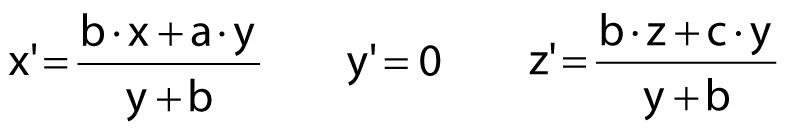 x' = (b·x+a·y)/(y+b)  y' = 0  z' = (b·z+c·y)/(y+b)